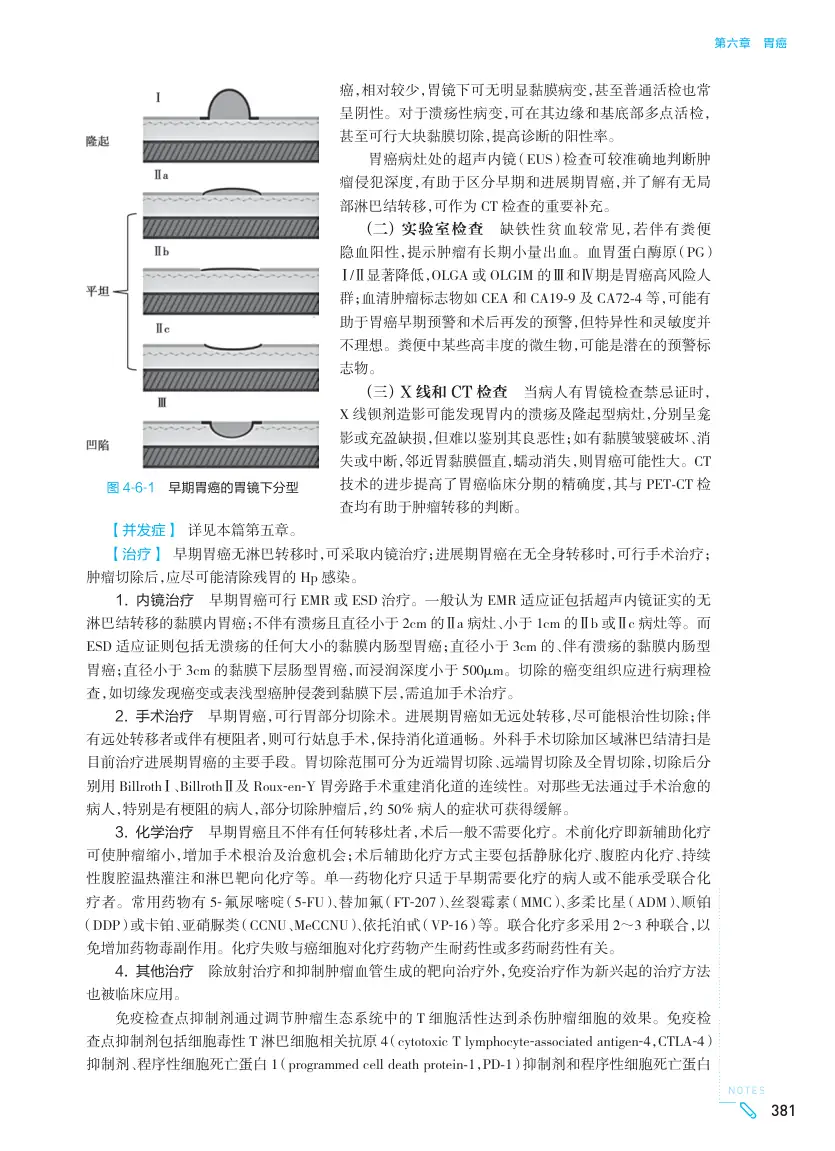 第六章 胃癌
Ⅰ
隆起
Ⅱa
Ⅱb
平坦
Ⅱc
Ⅲ
凹陷
图 4-6-1 早期胃癌的胃镜下分型
癌,相对较少,胃镜下可无明显黏膜病变,甚至普通活检也常
呈阴性。对于溃疡性病变,可在其边缘和基底部多点活检,
甚至可行大块黏膜切除,提高诊断的阳性率。
胃癌病灶处的超声内镜(EUS)检查可较准确地判断肿
瘤侵犯深度,有助于区分早期和进展期胃癌,并了解有无局
部淋巴结转移,可作为 CT 检查的重要补充。
(二) 实验室检查 缺铁性贫血较常见,若伴有粪便
隐血阳性,提示肿瘤有长期小量出血。血胃蛋白酶原(PG)
Ⅰ/Ⅱ显著降低,OLGA 或 OLGIM 的Ⅲ和Ⅳ期是胃癌高风险人
群;血清肿瘤标志物如 CEA 和 CA19-9 及 CA72-4 等,可能有
助于胃癌早期预警和术后再发的预警,但特异性和灵敏度并
不理想。粪便中某些高丰度的微生物,可能是潜在的预警标
志物。
(三) X 线和 CT 检查 当病人有胃镜检查禁忌证时,
X 线钡剂造影可能发现胃内的溃疡及隆起型病灶,分别呈龛
影或充盈缺损,但难以鉴别其良恶性;如有黏膜皱襞破坏、消
失或中断,邻近胃黏膜僵直,蠕动消失,则胃癌可能性大。CT
技术的进步提高了胃癌临床分期的精确度,其与 PET-CT 检
查均有助于肿瘤转移的判断。
【并发症】 详见本篇第五章。
【治疗】 早期胃癌无淋巴转移时,可采取内镜治疗;进展期胃癌在无全身转移时,可行手术治疗;
肿瘤切除后,应尽可能清除残胃的 Hp 感染。
1. 内镜治疗 早期胃癌可行 EMR 或 ESD 治疗。一般认为 EMR 适应证包括超声内镜证实的无
淋巴结转移的黏膜内胃癌;不伴有溃疡且直径小于 2cm 的Ⅱa 病灶、小于 1cm 的Ⅱb 或Ⅱc 病灶等。而
ESD 适应证则包括无溃疡的任何大小的黏膜内肠型胃癌;直径小于 3cm 的、伴有溃疡的黏膜内肠型
胃癌;直径小于 3cm 的黏膜下层肠型胃癌,而浸润深度小于 500μm。切除的癌变组织应进行病理检
查,如切缘发现癌变或表浅型癌肿侵袭到黏膜下层,需追加手术治疗。
2. 手术治疗 早期胃癌,可行胃部分切除术。进展期胃癌如无远处转移,尽可能根治性切除;伴
有远处转移者或伴有梗阻者,则可行姑息手术,保持消化道通畅。外科手术切除加区域淋巴结清扫是
目前治疗进展期胃癌的主要手段。胃切除范围可分为近端胃切除、远端胃切除及全胃切除,切除后分
别用 BillrothⅠ、BillrothⅡ及 Roux-en-Y 胃旁路手术重建消化道的连续性。对那些无法通过手术治愈的
病人,特别是有梗阻的病人,部分切除肿瘤后,约 50% 病人的症状可获得缓解。
3. 化学治疗 早期胃癌且不伴有任何转移灶者,术后一般不需要化疗。术前化疗即新辅助化疗
可使肿瘤缩小,增加手术根治及治愈机会;术后辅助化疗方式主要包括静脉化疗、腹腔内化疗、持续
性腹腔温热灌注和淋巴靶向化疗等。单一药物化疗只适于早期需要化疗的病人或不能承受联合化
疗者。常用药物有 5- 氟尿嘧啶(5-FU)、替加氟(FT-207)、丝裂霉素(MMC)、多柔比星(ADM)、顺铂
(DDP)或卡铂、亚硝脲类(CCNU、MeCCNU)、依托泊甙(VP-16)等。联合化疗多采用 2～3 种联合,以
免增加药物毒副作用。化疗失败与癌细胞对化疗药物产生耐药性或多药耐药性有关。
4. 其他治疗 除放射治疗和抑制肿瘤血管生成的靶向治疗外,免疫治疗作为新兴起的治疗方法
也被临床应用。
免疫检查点抑制剂通过调节肿瘤生态系统中的 T 细胞活性达到杀伤肿瘤细胞的效果。免疫检
查点抑制剂包括细胞毒性 T 淋巴细胞相关抗原 4(cytotoxic T lymphocyte-associated antigen-4,CTLA-4)
抑制剂、程序性细胞死亡蛋白 1(programmed cell death protein-1,PD-1)抑制剂和程序性细胞死亡蛋白
NOTES
381